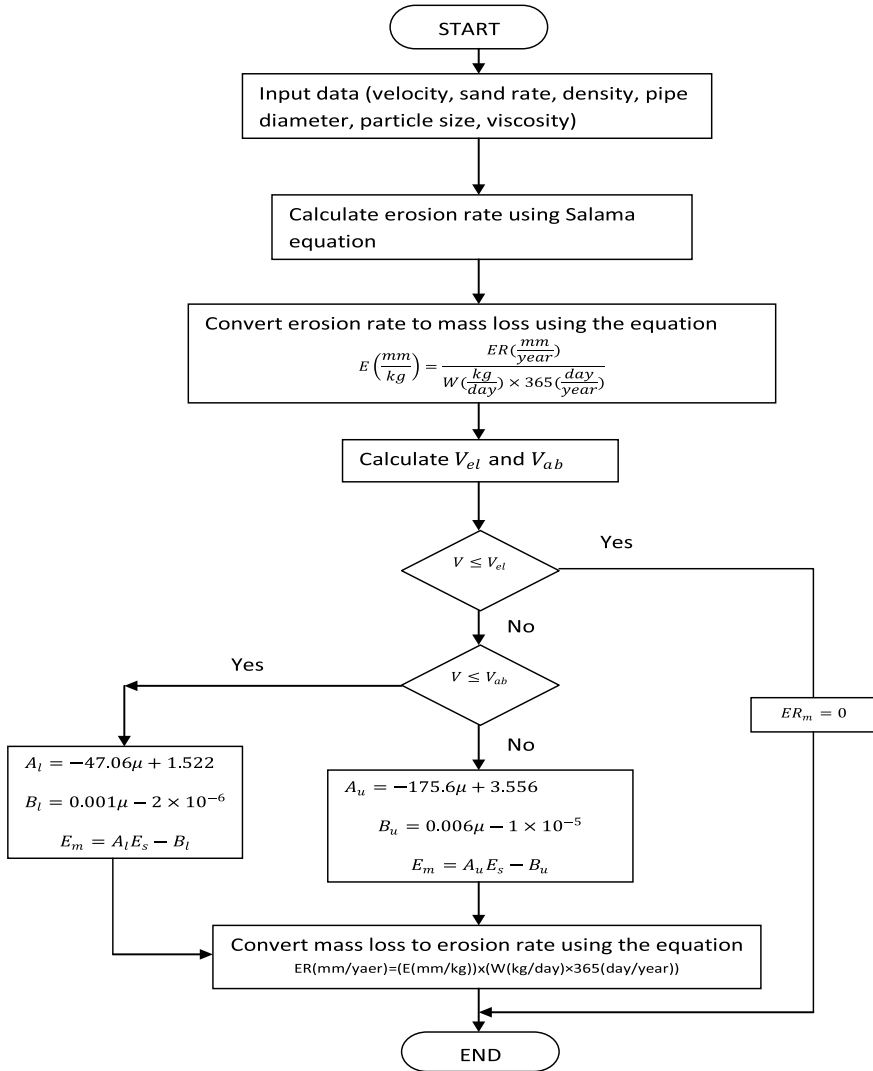 START
Input data (velocity, sand rate, density, pipe
diameter, particle size, viscosity)
Calculate erosion rate using Salama
equation
Convert erosion rate to mass loss using the equation
E (mm/kg) = ER(mm/year) / W(kg/day) × 365(day/year)
Calculate V_el and V_ab
V ≤ V_el
Yes
No
V ≤ V_ab
Yes
No
ER_m = 0
A_l = −47.06μ + 1.522
B_l = 0.001μ − 2 × 10^−6
E_m = A_l E_s − B_l
A_u = −175.6μ + 3.556
B_u = 0.006μ − 1 × 10^−5
E_m = A_u E_s − B_u
Convert mass loss to erosion rate using the equation
ER(mm/yaer)=(E(mm/kg))x(W(kg/day)×365(day/year))
END